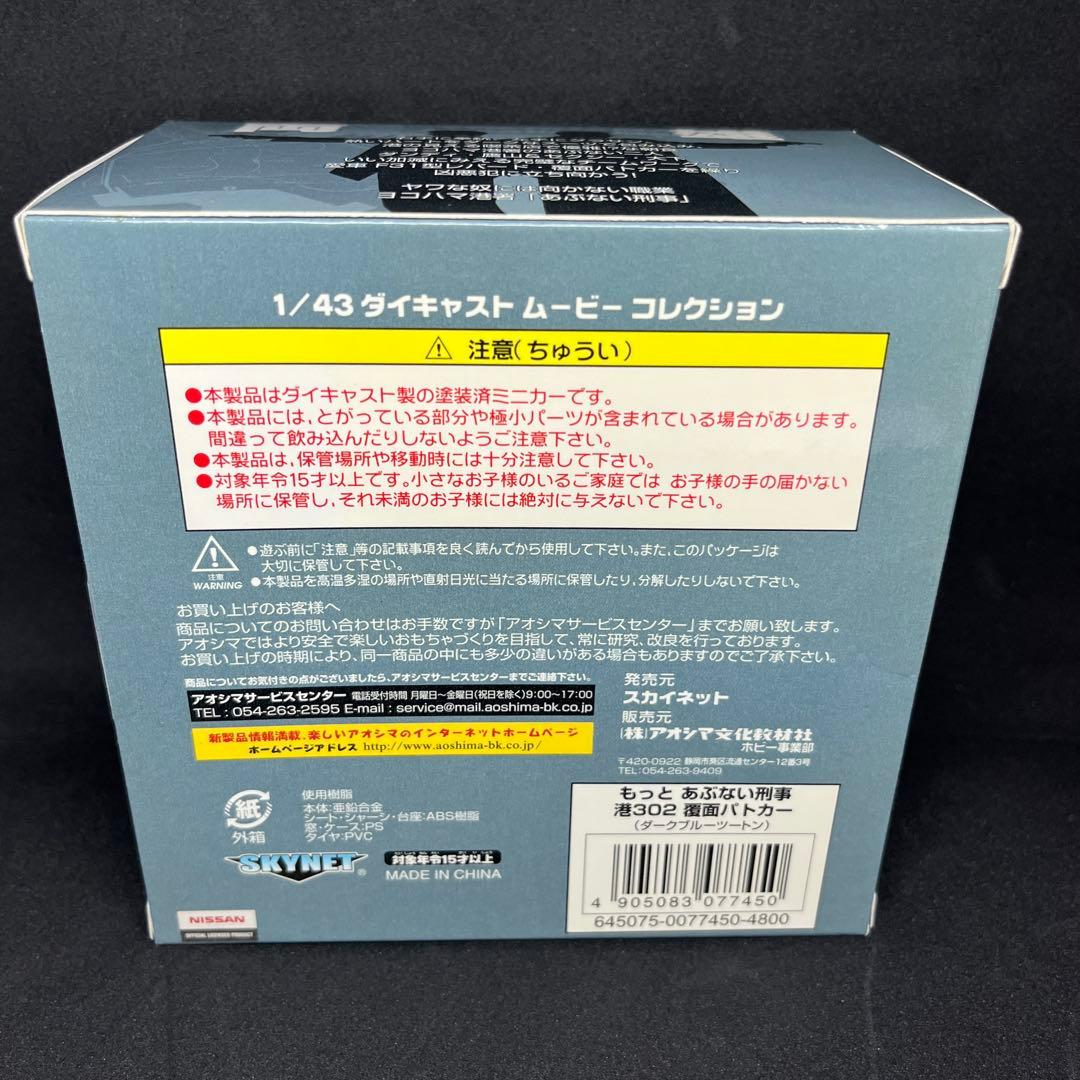 いい加減に
愛車 F31型レパード・覆面パトカーを繰り
凶悪犯に立ち向かう!
ヤワな奴には向かない職業
ヨコハマ港署「あぶない刑事」
1/43 ダイキャスト ムービー コレクション
注意(ちゅうい)
●本製品はダイキャスト製の塗装済ミニカーです。
●本製品には、とがっている部分や極小パーツが含まれている場合があります。
間違って飲み込んだりしないようご注意下さい。
●本製品は、保管場所や移動時には十分注意して下さい。
●対象年令15才以上です。小さなお子様のいるご家庭では お子様の手の届かない
場所に保管し、それ未満のお子様には絶対に与えないで下さい。
注意
WARNING
●遊ぶ前に「注意」等の記載事項を良く読んでから使用して下さい。また、このパッケージは
大切に保管して下さい。
●本製品を高温多湿の場所や直射日光に当たる場所に保管したり、分解したりしないで下さい。
お買い上げのお客様へ
商品についてのお問い合わせはお手数ですが「アオシマサービスセンター」までお願い致します。
アオシマではより安全で楽しいおもちゃづくりを目指して、常に研究、改良を行っております。
お買い上げの時期により、同一商品の中にも多少の違いがある場合もありますのでご了承下さい。
商品についてお気付きの点がございましたら、アオシマサービスセンターまでご連絡下さい。
アオシマサービスセンター 電話受付時間 月曜日〜金曜日(祝日を除く)9:00〜17:00
TEL : 054-263-2595 E-mail : service@mail.aoshima-bk.co.jp
新製品情報満載、楽しいアオシマのインターネットホームページ
ホームページアドレス http://www.aoshima-bk.co.jp/
発売元
スカイネット
販売元
(株)アオシマ文化教材社
ホビー事業部
〒420-0922 静岡市葵区流通センター12番3号
TEL:054-263-9409
紙
外箱
使用樹脂
本体:亜鉛合金
シート・シャーシ・台座:ABS樹脂
窓・ケース:PS
タイヤ:PVC
SKYNET®
対象年令15才以上
MADE IN CHINA
もっと あぶない刑事
港302 覆面パトカー
(ダークブルーツートン)
4 905083 077450
645075-0077450-4800
NISSAN
OFFICIAL LICENSED PRODUCT